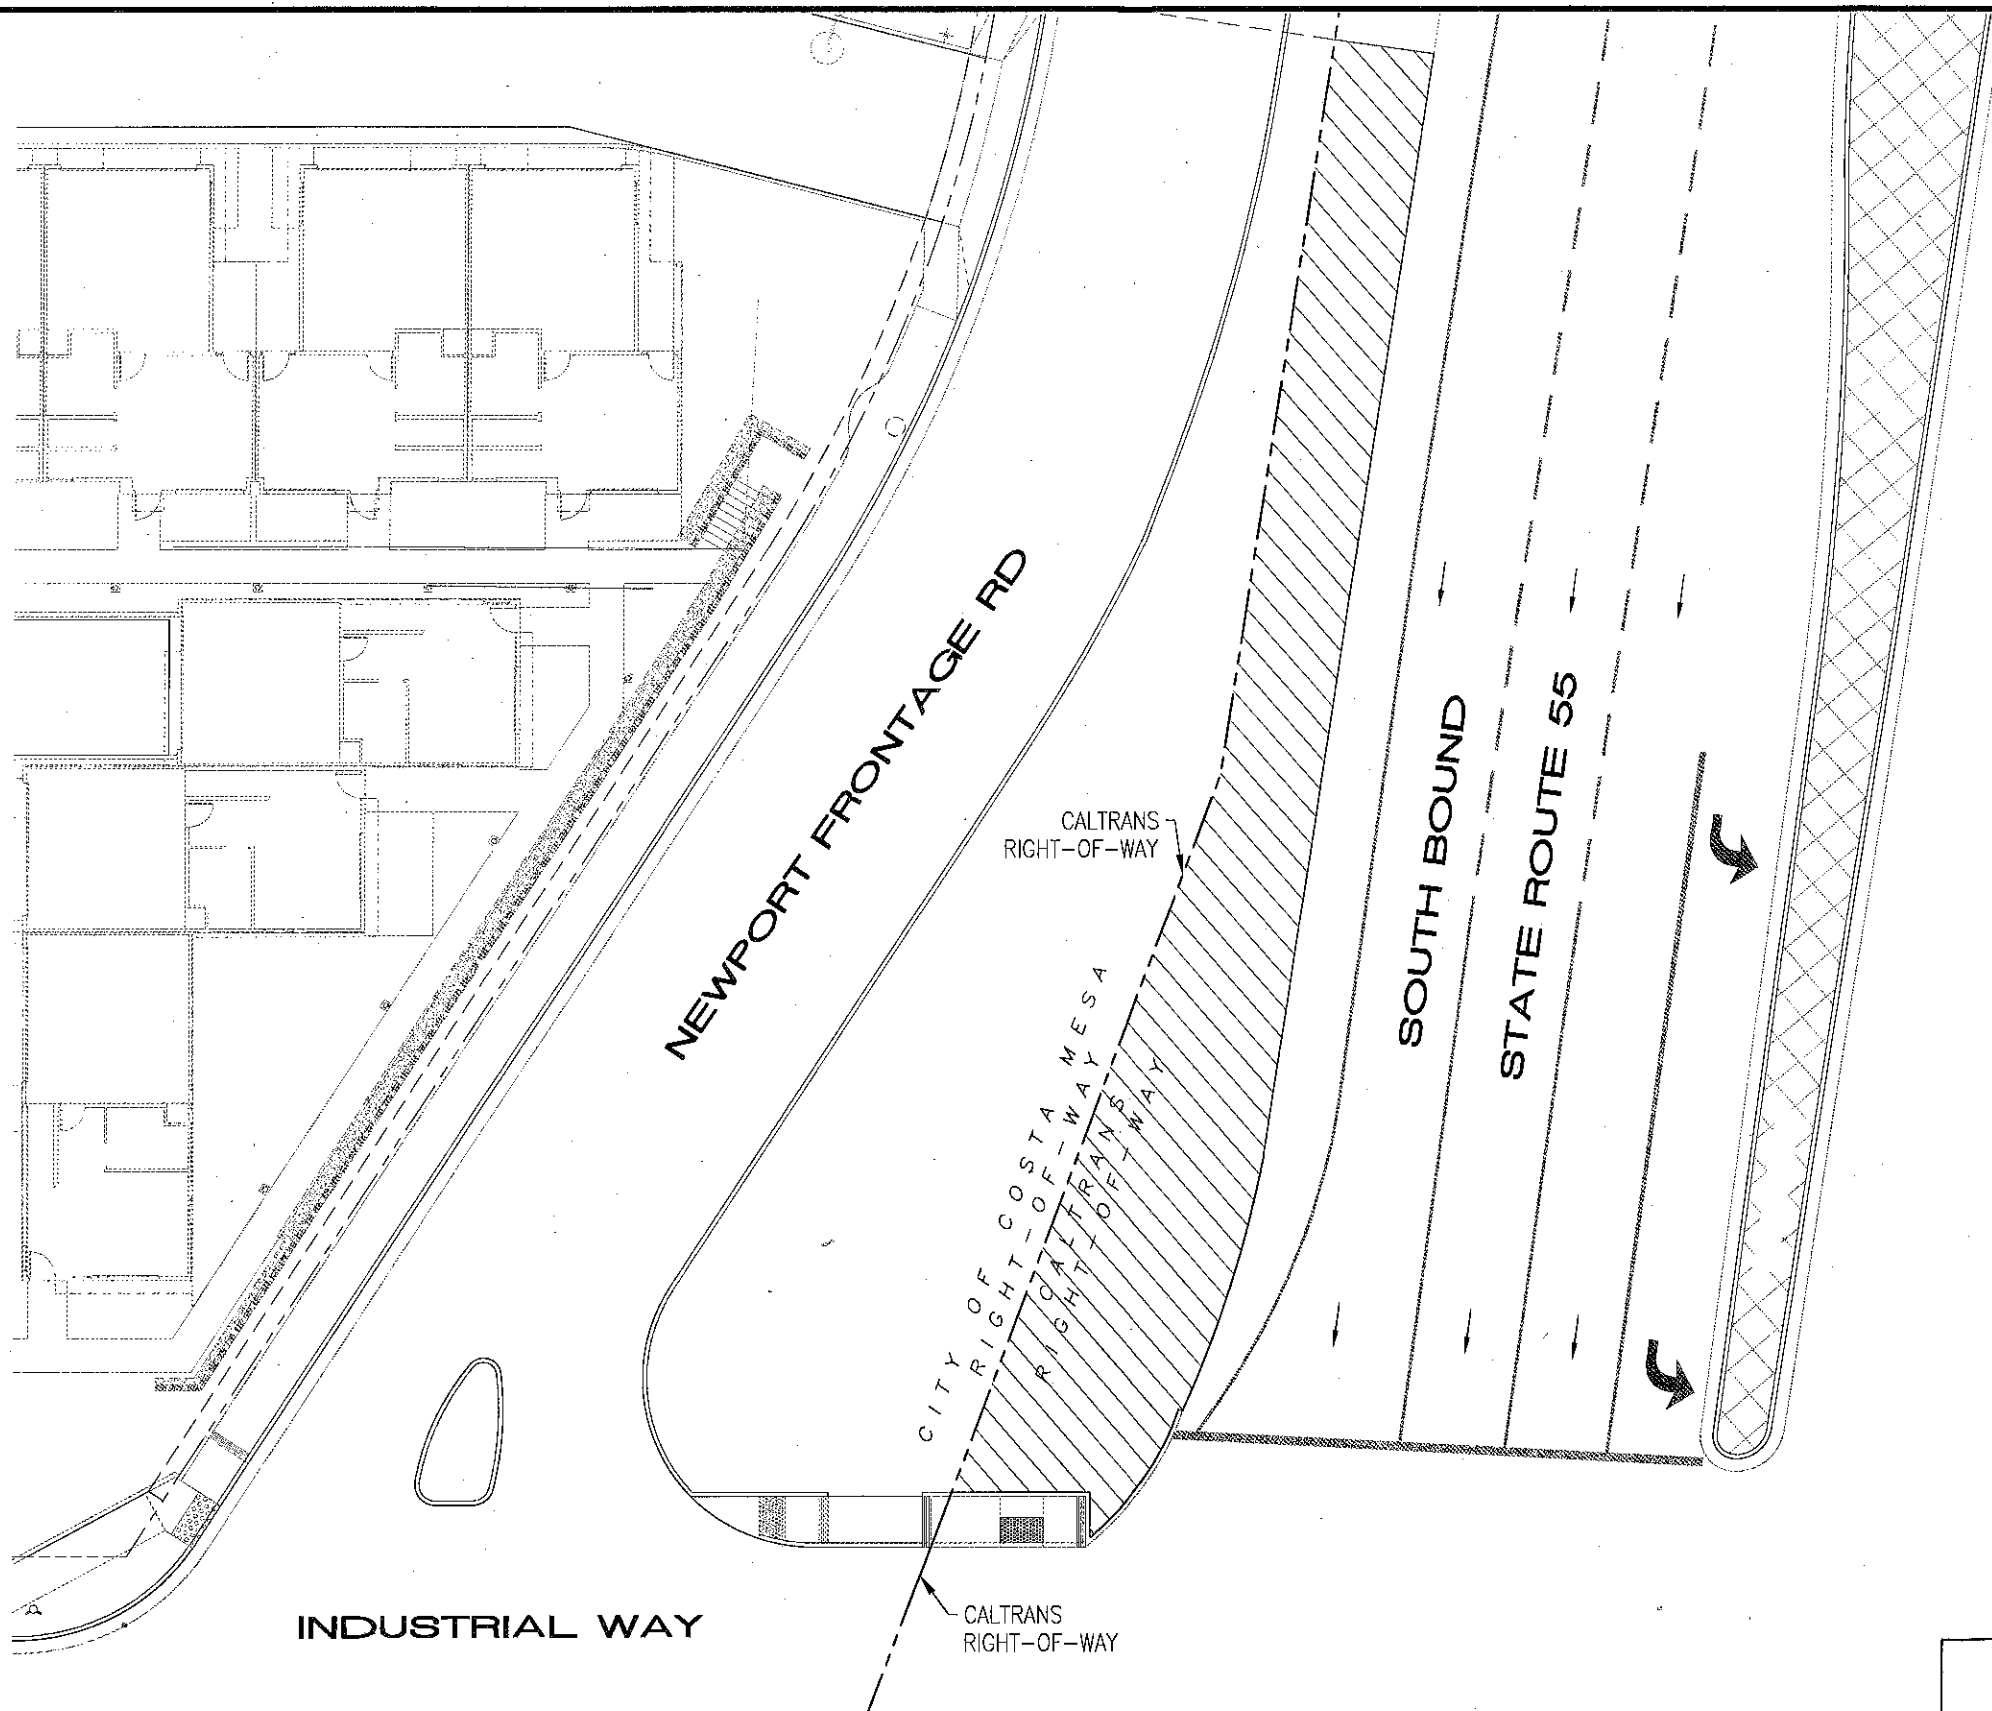 NEWPORT FRONTAGE RD
CALTRANS
RIGHT-OF-WAY
SOUTH BOUND
STATE ROUTE 55
CITY OF COSTA MESA
RIGHT-OF-WAY
CALTRANS
RIGHT-OF-WAY
INDUSTRIAL WAY
CALTRANS
RIGHT-OF-WAY